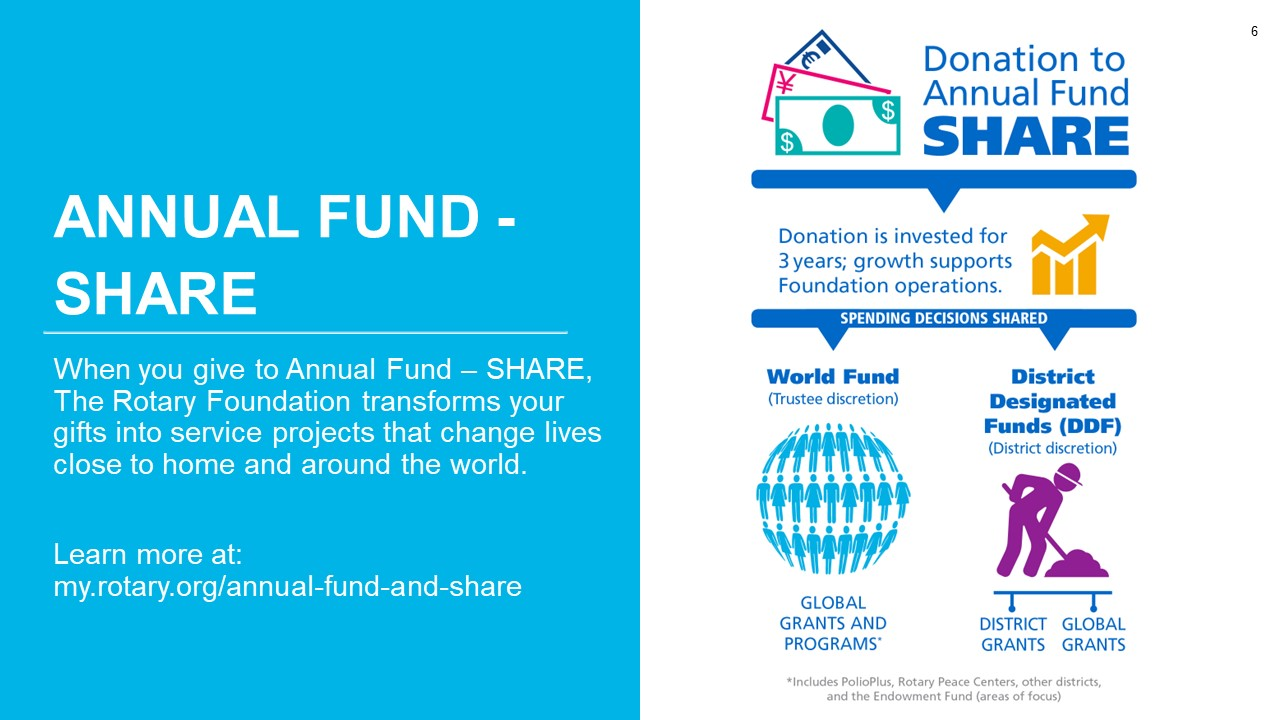 6
ANNUAL FUND -
SHARE
When you give to Annual Fund – SHARE,
The Rotary Foundation transforms your
gifts into service projects that change lives
close to home and around the world.
Learn more at:
my.rotary.org/annual-fund-and-share
€
¥
$
$
Donation to
Annual Fund
SHARE
Donation is invested for
3 years; growth supports
Foundation operations.
SPENDING DECISIONS SHARED
World Fund
(Trustee discretion)
GLOBAL
GRANTS AND
PROGRAMS*
District
Designated
Funds (DDF)
(District discretion)
DISTRICT
GRANTS
GLOBAL
GRANTS
*Includes PolioPlus, Rotary Peace Centers, other districts,
and the Endowment Fund (areas of focus)